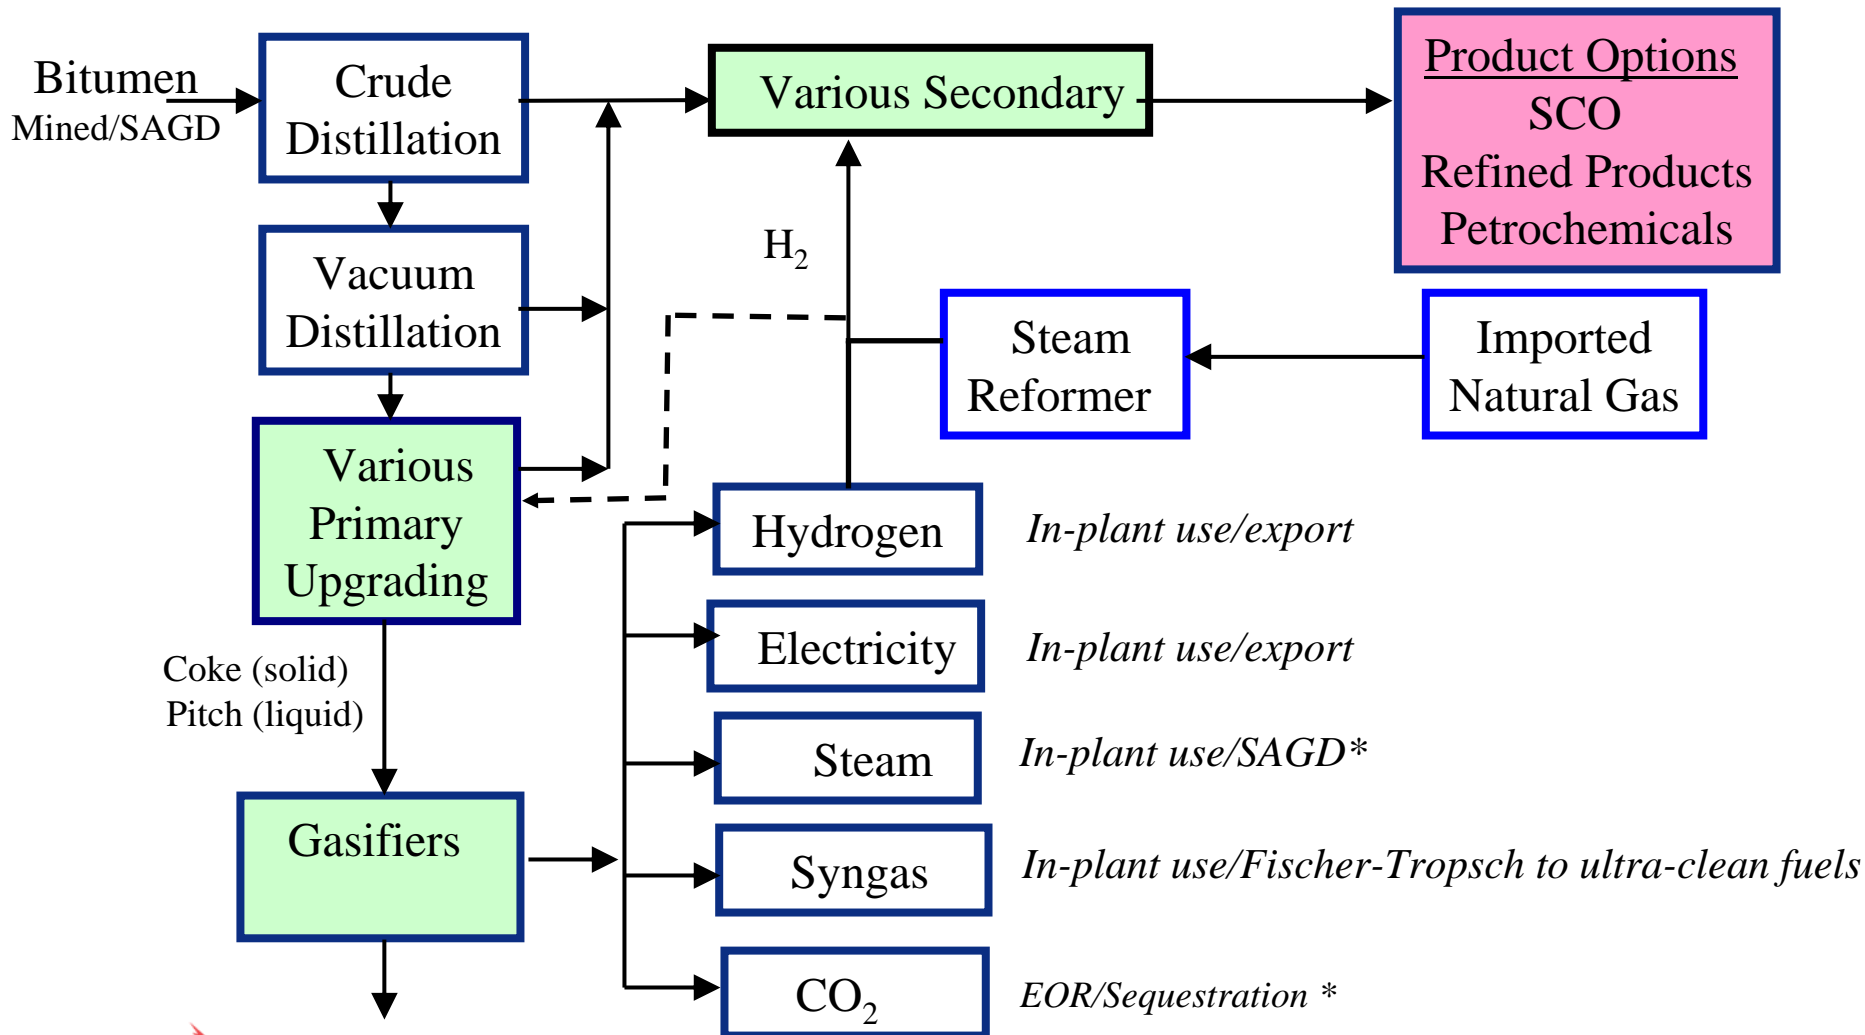 Bitumen
Mined/SAGD
Crude
Distillation
Various Secondary
Product Options
SCO
Refined Products
Petrochemicals
Vacuum
Distillation
H₂
Steam
Reformer
Imported
Natural Gas
Various
Primary
Upgrading
Hydrogen
In-plant use/export
Electricity
In-plant use/export
Coke (solid)
Pitch (liquid)
Steam
In-plant use/SAGD*
Gasifiers
Syngas
In-plant use/Fischer-Tropsch to ultra-clean fuels
CO₂
EOR/Sequestration *